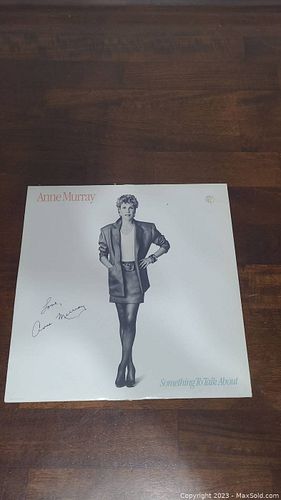 Anne Murray
Love,
Anne Murray
Something To Talk About
Copyright 2023 - MaxSold.com